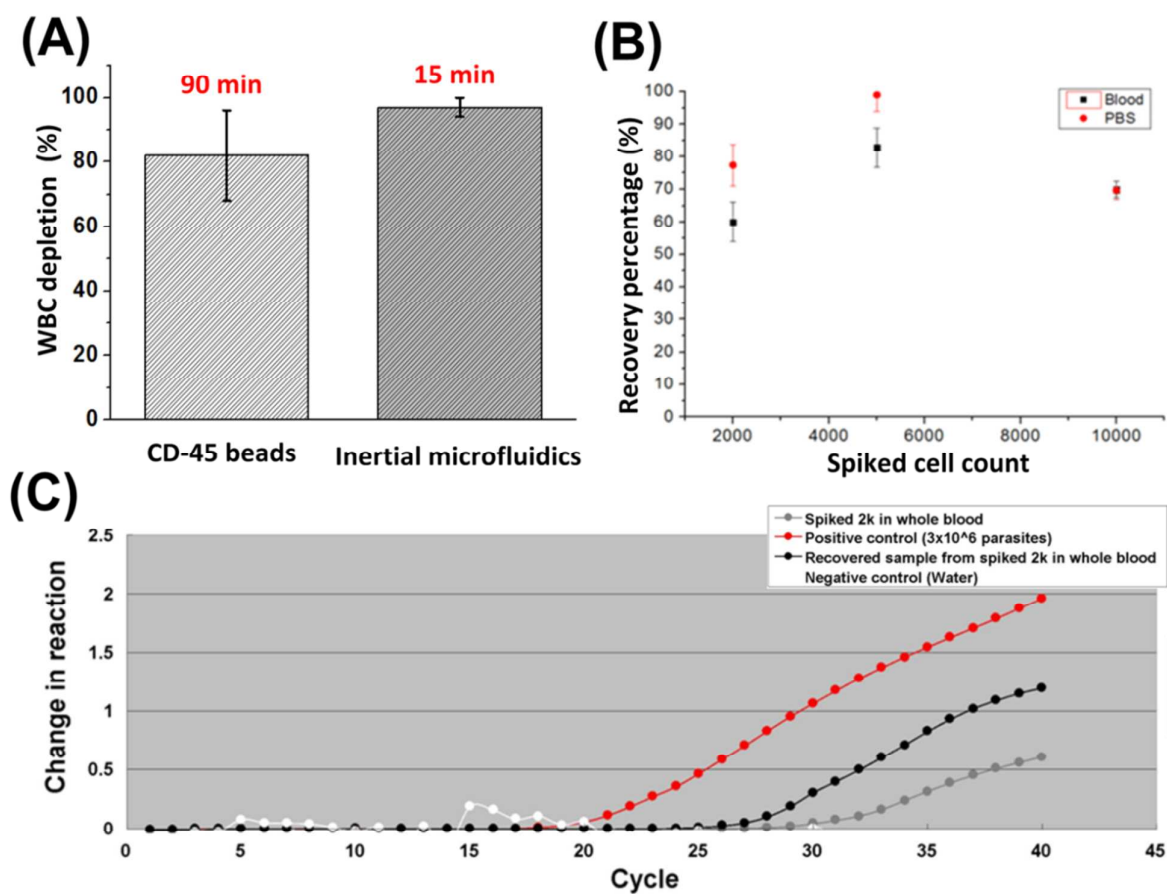 (A)
90 min
15 min
100
80
60
40
20
0
WBC depletion (%)
CD-45 beads
Inertial microfluidics
(B)
100
90
80
70
60
50
40
30
20
10
0
Recovery percentage (%)
Blood
PBS
2000
4000
6000
8000
10000
Spiked cell count
(C)
Spiked 2k in whole blood
Positive control (3x10^6 parasites)
Recovered sample from spiked 2k in whole blood
Negative control (Water)
2.5
2
1.5
1
0.5
0
Change in reaction
0
5
10
15
20
25
30
35
40
45
Cycle